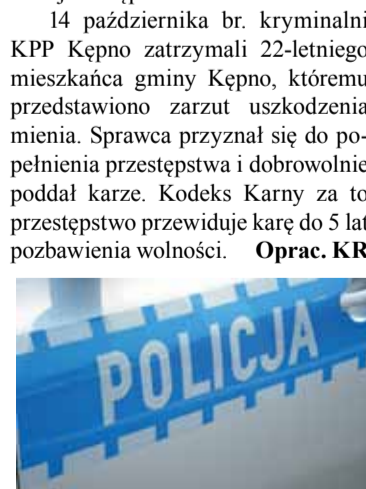 14 października br. kryminalni
KPP Kępno zatrzymali 22-letniego
mieszkańca gminy Kępno, któremu
przedstawiono zarzut uszkodzenia
mienia. Sprawca przyznał się do po-
pełnienia przestępstwa i dobrowolnie
poddał karze. Kodeks Karny za to
przestępstwo przewiduje karę do 5 lat
pozbawienia wolności. Oprac. KR
POLICJA